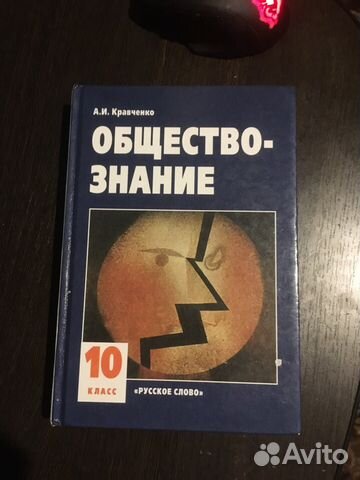 А.И. Кравченко
ОБЩЕСТВО-
ЗНАНИЕ
10
КЛАСС
«РУССКОЕ СЛОВО»
Avito